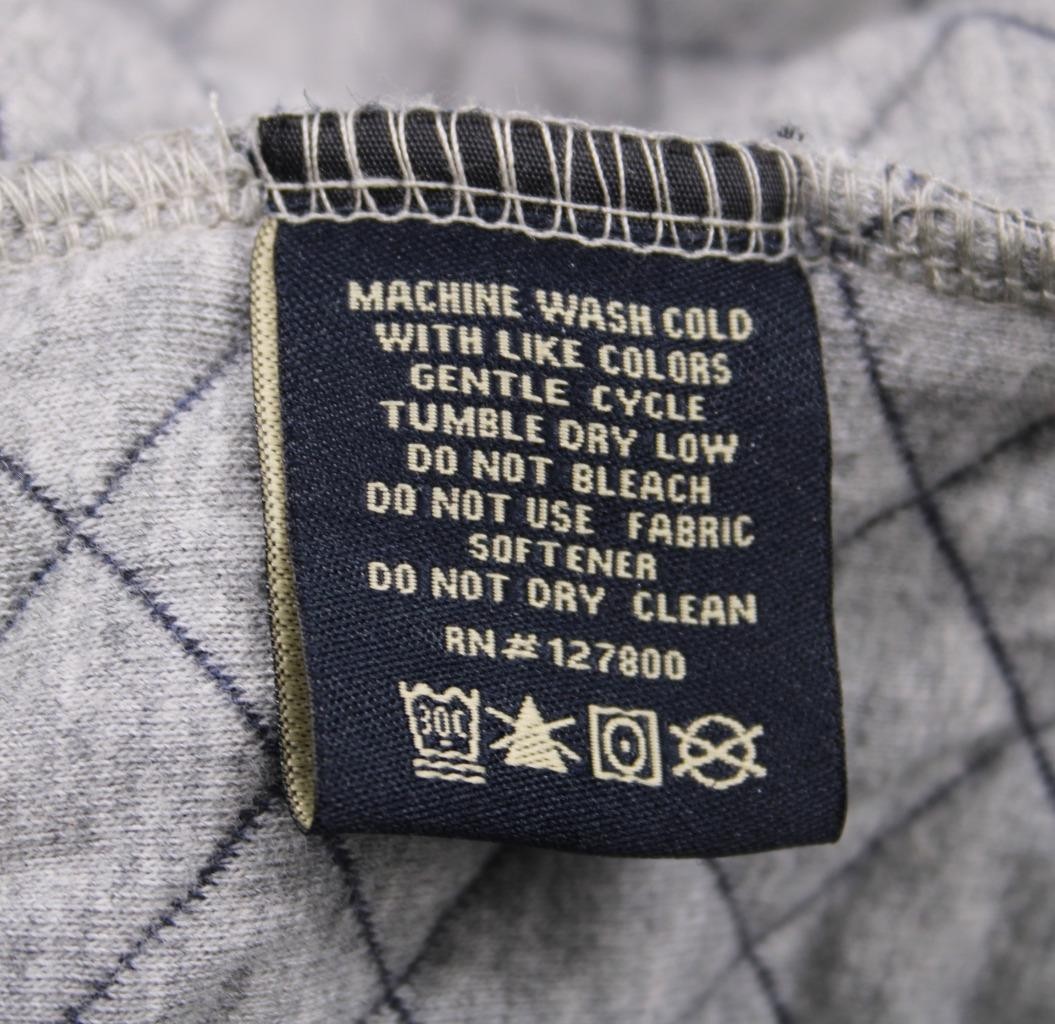 MACHINE WASH COLD
WITH LIKE COLORS
GENTLE CYCLE
TUMBLE DRY LOW
DO NOT BLEACH
DO NOT USE FABRIC
SOFTENER
DO NOT DRY CLEAN
RN # 127800
30C